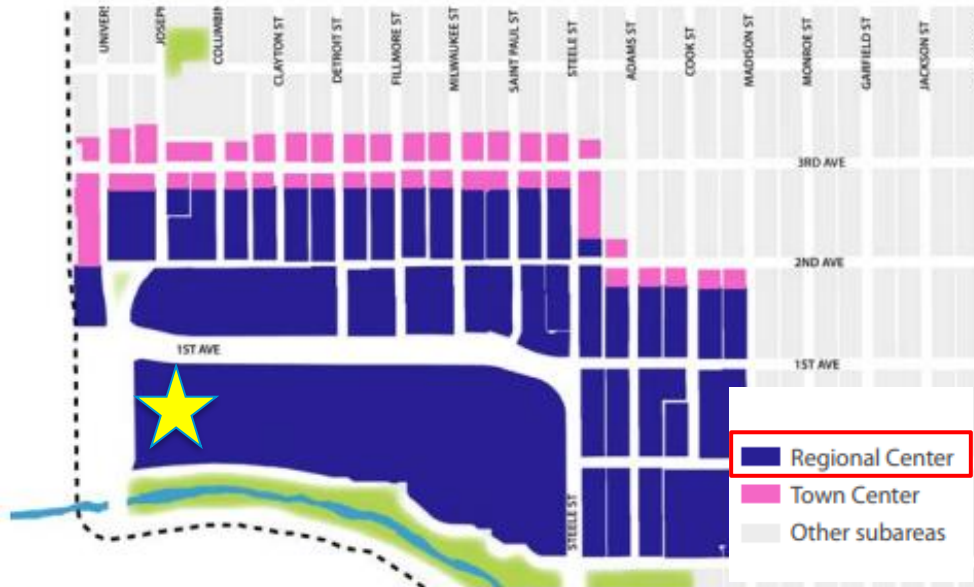 CLAYTON ST
DETROIT ST
FILLMORE ST
MILWAUKEE ST
SAINT PAUL ST
STEELE ST
ADAMS ST
COOK ST
MADISON ST
MONROE ST
GARFIELD ST
JACKSON ST
3RD AVE
2ND AVE
1ST AVE
1ST AVE
STEELE ST
Regional Center
Town Center
Other subareas